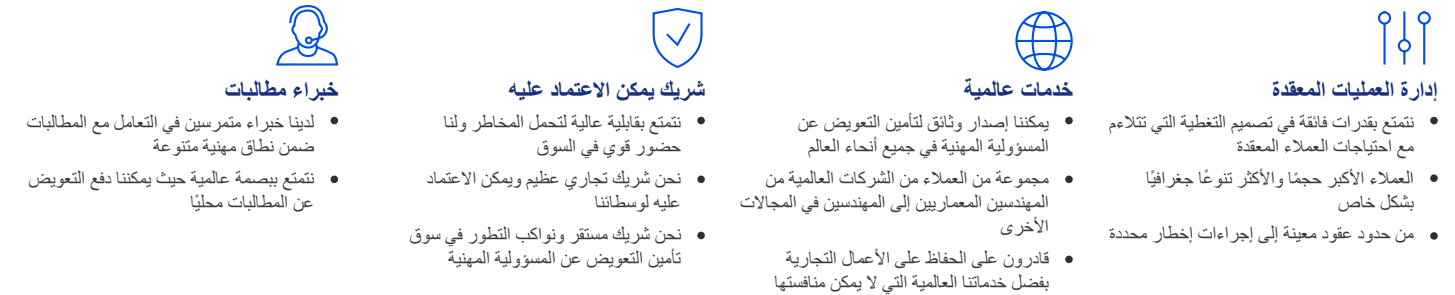 إدارة العمليات المعقدة
• نتمتع بقدرات فائقة في تصميم التغطية التي تتلاءم
مع احتياجات العملاء المعقدة
• العملاء الأكبر حجمًا والأكثر تنوعًا جغرافيًا
بشكل خاص
• من حدود عقود معينة إلى إجراءات إخطار محددة
خدمات عالمية
• يمكننا إصدار وثائق لتأمين التعويض عن
المسؤولية المهنية في جميع أنحاء العالم
• مجموعة من العملاء من الشركات العالمية من
المهندسين المعماريين إلى المهندسين في المجالات
الأخرى
• قادرون على الحفاظ على الأعمال التجارية
بفضل خدماتنا العالمية التي لا يمكن منافستها
شريك يمكن الاعتماد عليه
• نتمتع بقابلية عالية لتحمل المخاطر ولنا
حضور قوي في السوق
• نحن شريك تجاري عظيم ويمكن الاعتماد
عليه لوسطائنا
• نحن شريك مستقر ونواكب التطور في سوق
تأمين التعويض عن المسؤولية المهنية
خبراء مطالبات
• لدينا خبراء متمرسين في التعامل مع المطالبات
ضمن نطاق مهنية متنوعة
• نتمتع ببصمة عالمية حيث يمكننا دفع التعويض
عن المطالبات محليًا